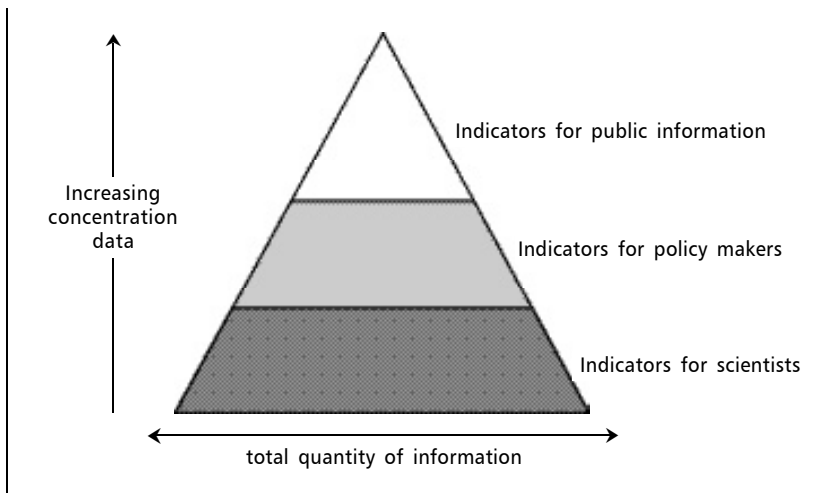 Indicators for public information
Increasing
concentration
data
Indicators for policy makers
Indicators for scientists
total quantity of information